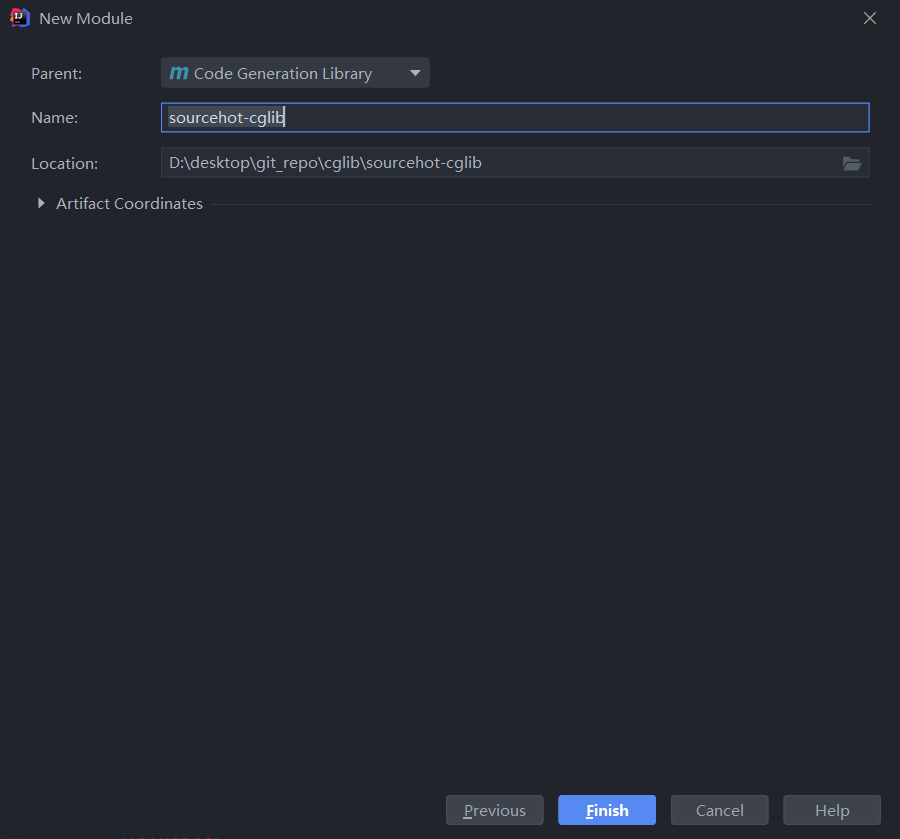 New Module
Parent: m Code Generation Library
Name: sourcehot-cglib
Location: D:\desktop\git_repo\cglib\sourcehot-cglib
Artifact Coordinates
Previous Finish Cancel Help